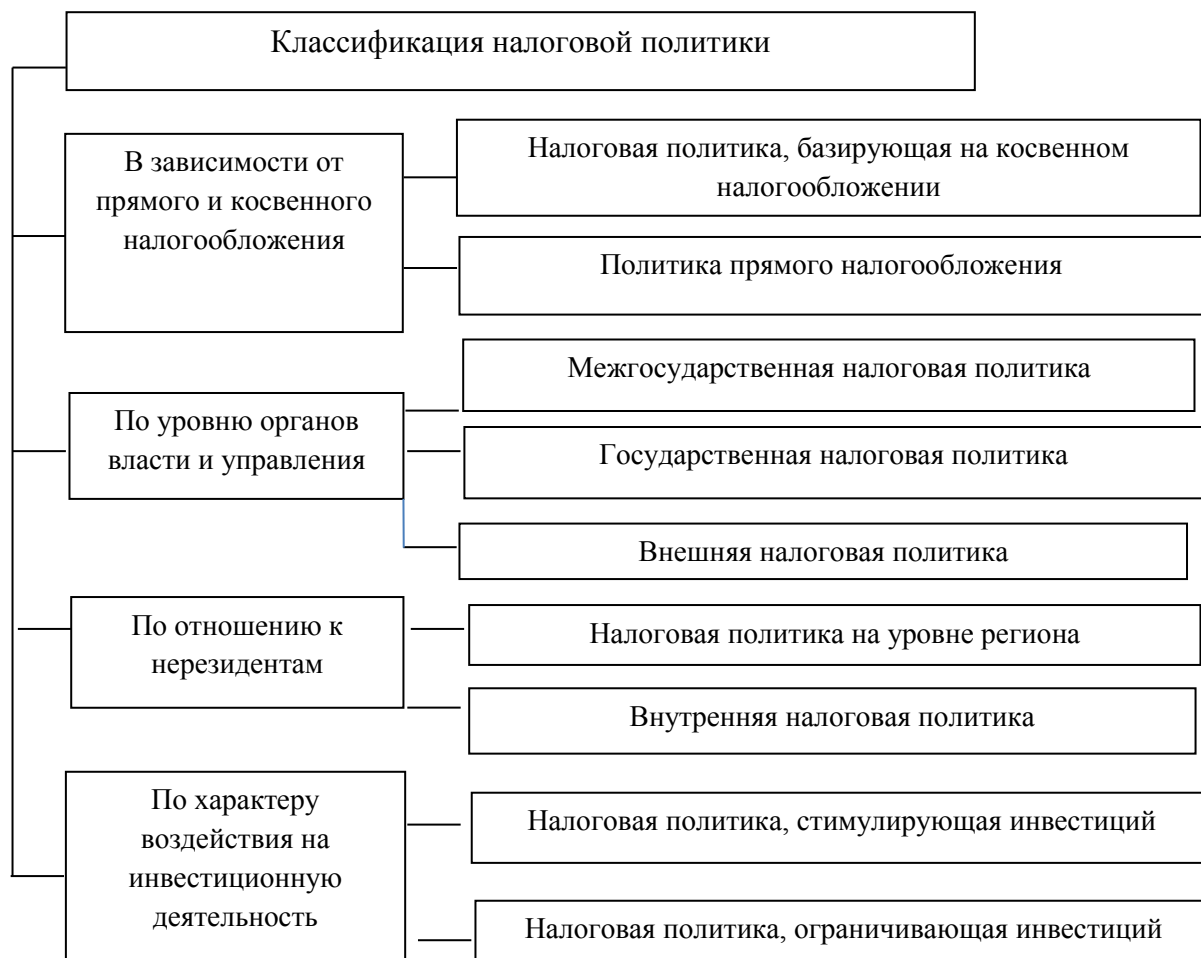 Классификация налоговой политики
В зависимости от
прямого и косвенного
налогообложения
Налоговая политика, базирующая на косвенном
налогообложении
Политика прямого налогообложения
По уровню органов
власти и управления
Межгосударственная налоговая политика
Государственная налоговая политика
Внешняя налоговая политика
По отношению к
нерезидентам
Налоговая политика на уровне региона
Внутренняя налоговая политика
По характеру
воздействия на
инвестиционную
деятельность
Налоговая политика, стимулирующая инвестиций
Налоговая политика, ограничивающая инвестиций